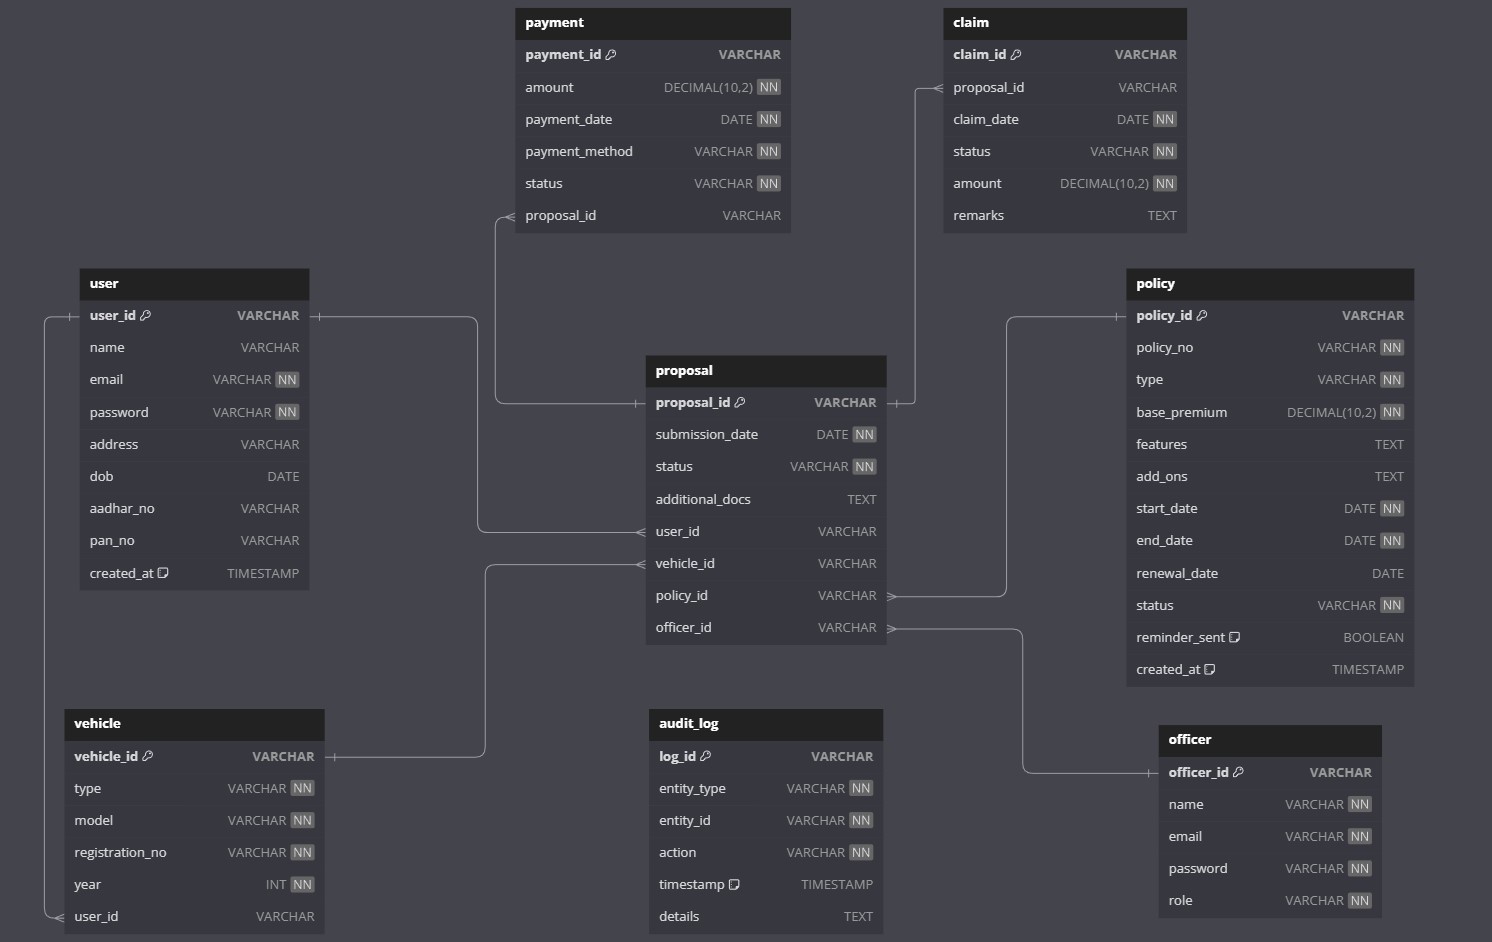 payment
payment_id VARCHAR
amount DECIMAL(10,2) NN
payment_date DATE NN
payment_method VARCHAR NN
status VARCHAR NN
proposal_id VARCHAR
claim
claim_id VARCHAR
proposal_id VARCHAR
claim_date DATE NN
status VARCHAR NN
amount DECIMAL(10,2) NN
remarks TEXT
user
user_id VARCHAR
name VARCHAR
email VARCHAR NN
password VARCHAR NN
address VARCHAR
dob DATE
aadhar_no VARCHAR
pan_no VARCHAR
created_at TIMESTAMP
proposal
proposal_id VARCHAR
submission_date DATE NN
status VARCHAR NN
additional_docs TEXT
user_id VARCHAR
vehicle_id VARCHAR
policy_id VARCHAR
officer_id VARCHAR
policy
policy_id VARCHAR
policy_no VARCHAR NN
type VARCHAR NN
base_premium DECIMAL(10,2) NN
features TEXT
add_ons TEXT
start_date DATE NN
end_date DATE NN
renewal_date DATE
status VARCHAR NN
reminder_sent BOOLEAN
created_at TIMESTAMP
vehicle
vehicle_id VARCHAR
type VARCHAR NN
model VARCHAR NN
registration_no VARCHAR NN
year INT NN
user_id VARCHAR
audit_log
log_id VARCHAR
entity_type VARCHAR NN
entity_id VARCHAR NN
action VARCHAR NN
timestamp TIMESTAMP
details TEXT
officer
officer_id VARCHAR
name VARCHAR NN
email VARCHAR NN
password VARCHAR NN
role VARCHAR NN